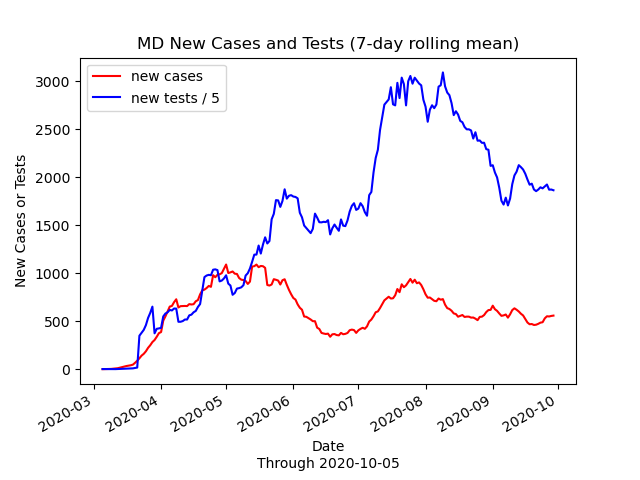 MD New Cases and Tests (7-day rolling mean)
new cases
new tests / 5
New Cases or Tests
3000
2500
2000
1500
1000
500
0
2020-03
2020-04
2020-05
2020-06
2020-07
2020-08
2020-09
2020-10
Date
Through 2020-10-05